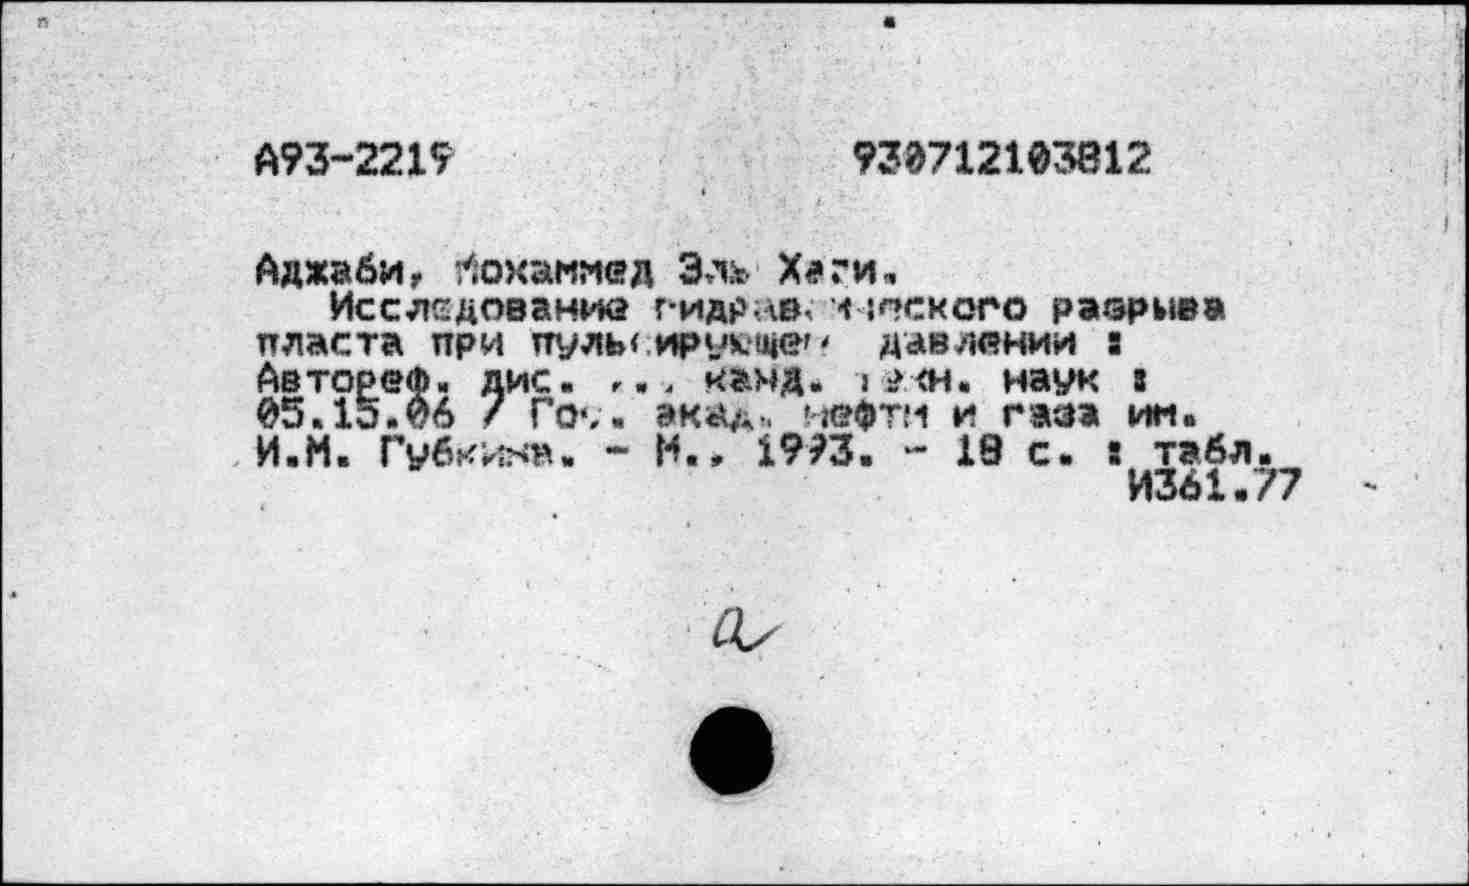 А93-2219 930712103812
Аджаби, Мохаммед Эль Хаги.
Исследование гидравлического разрыва
пласта при пульсирующем давлении :
Автореф. дис. ... канд. техн. наук :
05.15.06 / Гос. акад. нефти и газа им.
И.М. Губкина. - М., 1993. - 18 с. : табл.
И361.77
а